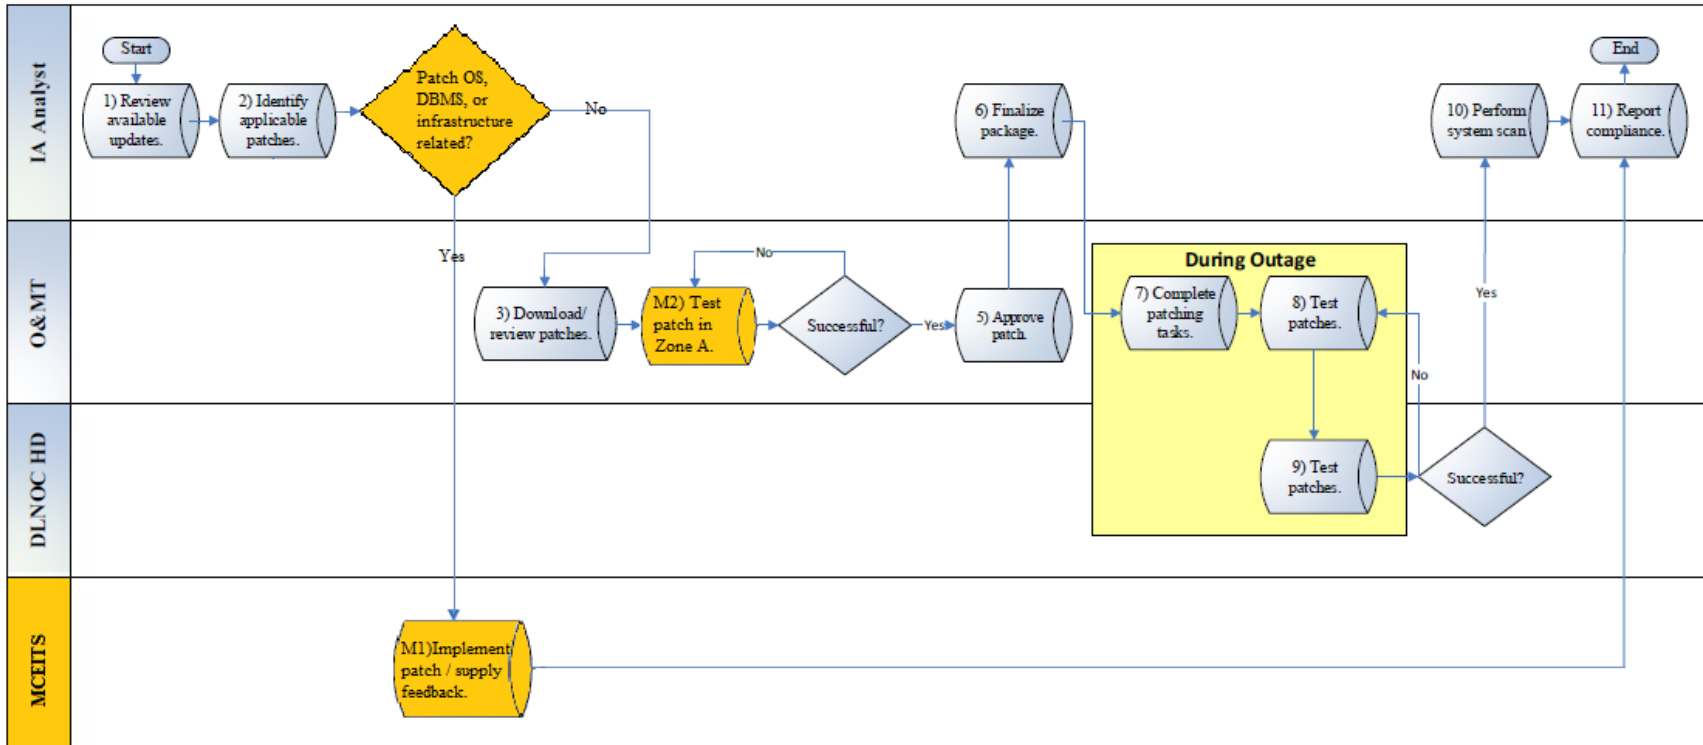 IA Analyst
Start
1) Review
available
updates.
2) Identify
applicable
patches.
Patch OS,
DBMS, or
infrastructure
related?
No
6) Finalize
package.
10) Perform
system scan
End
11) Report
compliance.
O&MT
Yes
3) Download/
review patches.
No
M2) Test
patch in
Zone A.
Successful?
Yes
5) Approve
patch.
During Outage
7) Complete
patching
tasks.
8) Test
patches.
No
Yes
DLNOC HD
9) Test
patches.
Successful?
MCEITS
M1)Implement
patch / supply
feedback.